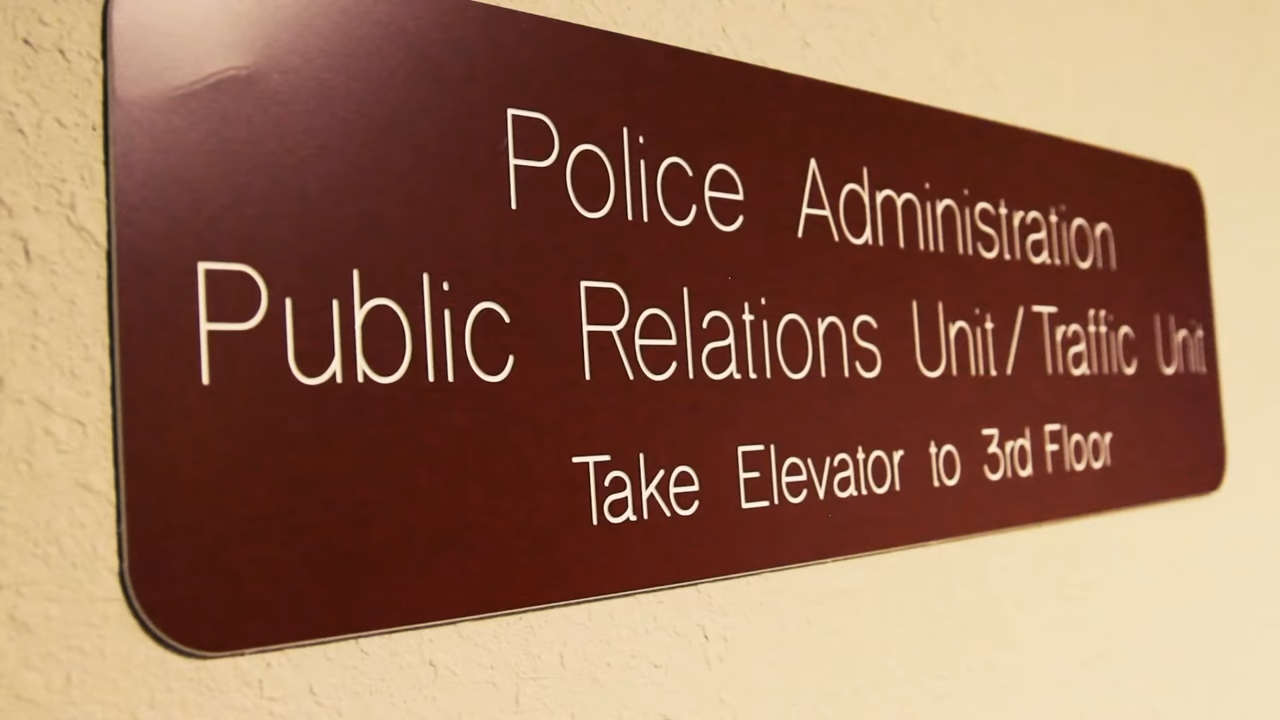 Police Administration
Public Relations Unit/Traffic Unit
Take Elevator to 3rd Floor